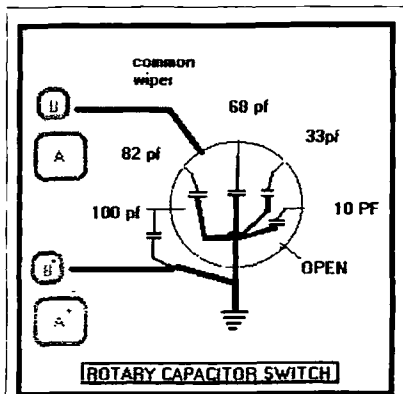 common
wiper
68 pf
33pf
B
A
82 pf
100 pf
10 PF
B'
OPEN
A'
ROTARY CAPACITOR SWITCH